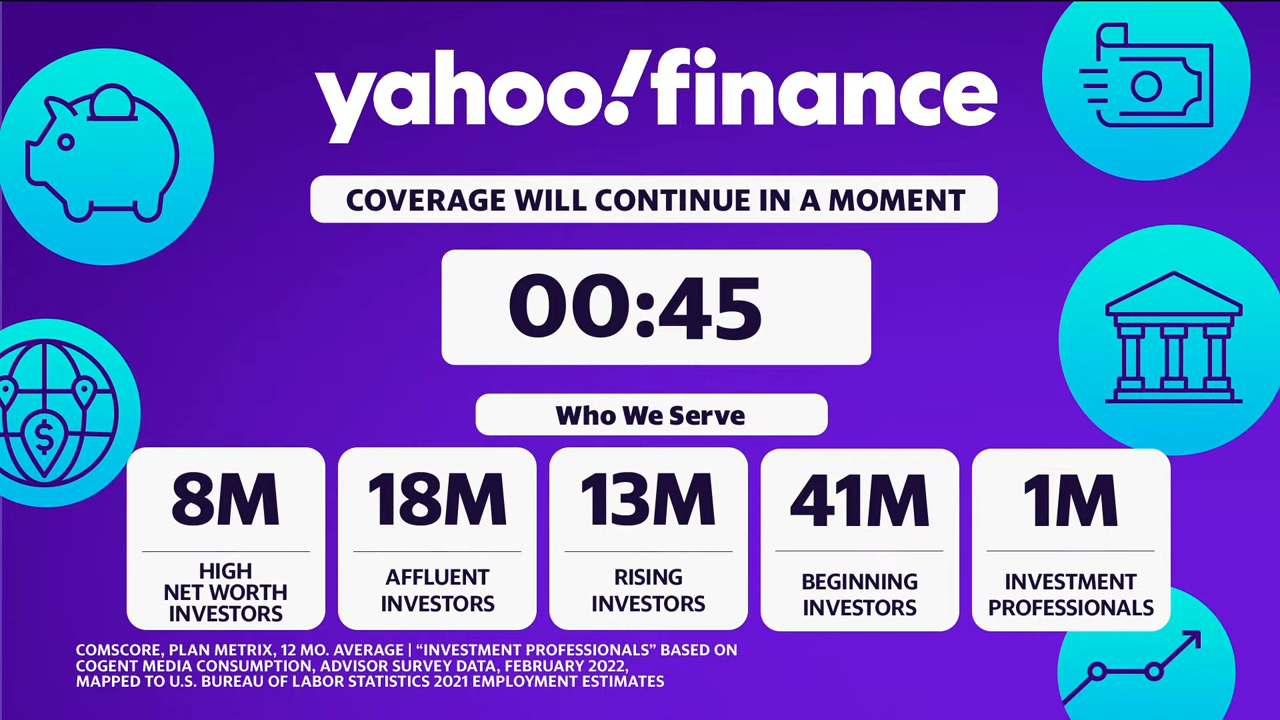 yahoo!finance
COVERAGE WILL CONTINUE IN A MOMENT
00:45
Who We Serve
8M
HIGH
NET WORTH
INVESTORS
18M
AFFLUENT
INVESTORS
13M
RISING
INVESTORS
41M
BEGINNING
INVESTORS
1M
INVESTMENT
PROFESSIONALS
COMSCORE, PLAN METRIX, 12 MO. AVERAGE | “INVESTMENT PROFESSIONALS” BASED ON
COGENT MEDIA CONSUMPTION, ADVISOR SURVEY DATA, FEBRUARY 2022,
MAPPED TO U.S. BUREAU OF LABOR STATISTICS 2021 EMPLOYMENT ESTIMATES
$